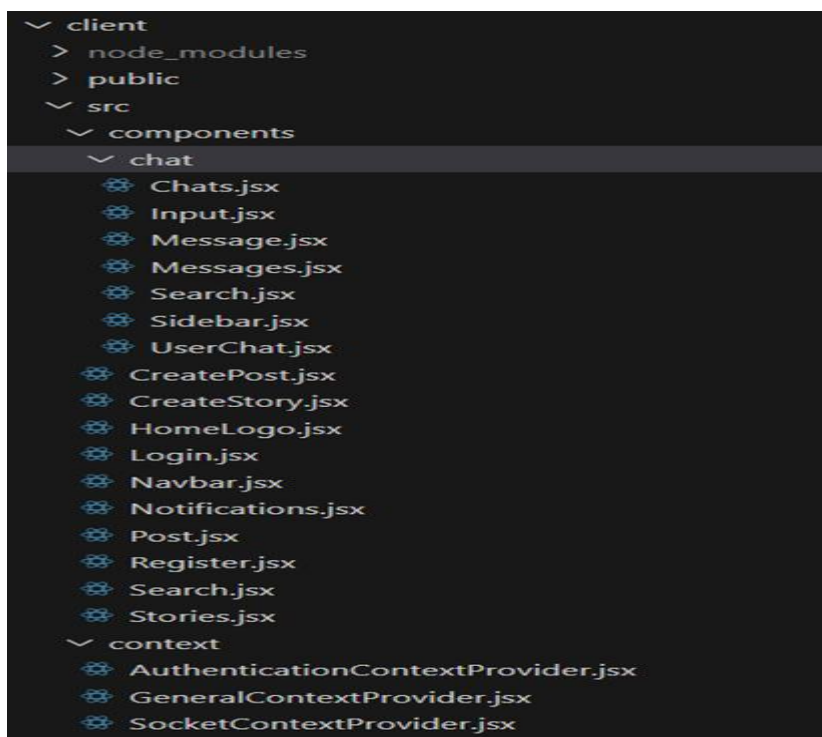 client
node_modules
public
src
components
chat
Chats.jsx
Input.jsx
Message.jsx
Messages.jsx
Search.jsx
Sidebar.jsx
UserChat.jsx
CreatePost.jsx
CreateStory.jsx
HomeLogo.jsx
Login.jsx
Navbar.jsx
Notifications.jsx
Post.jsx
Register.jsx
Search.jsx
Stories.jsx
context
AuthenticationContextProvider.jsx
GeneralContextProvider.jsx
SocketContextProvider.jsx